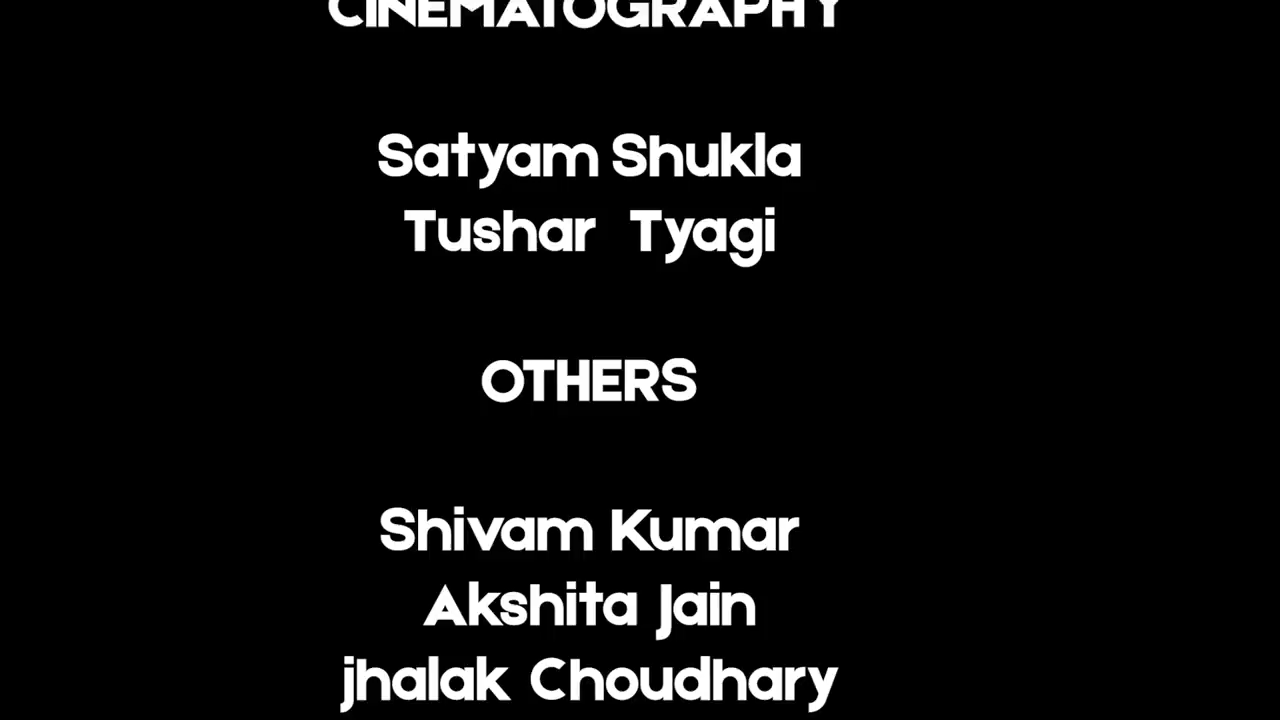 CINEMATOGRAPHY
Satyam Shukla
Tushar Tyagi
OTHERS
Shivam Kumar
Akshita Jain
jhalak Choudhary